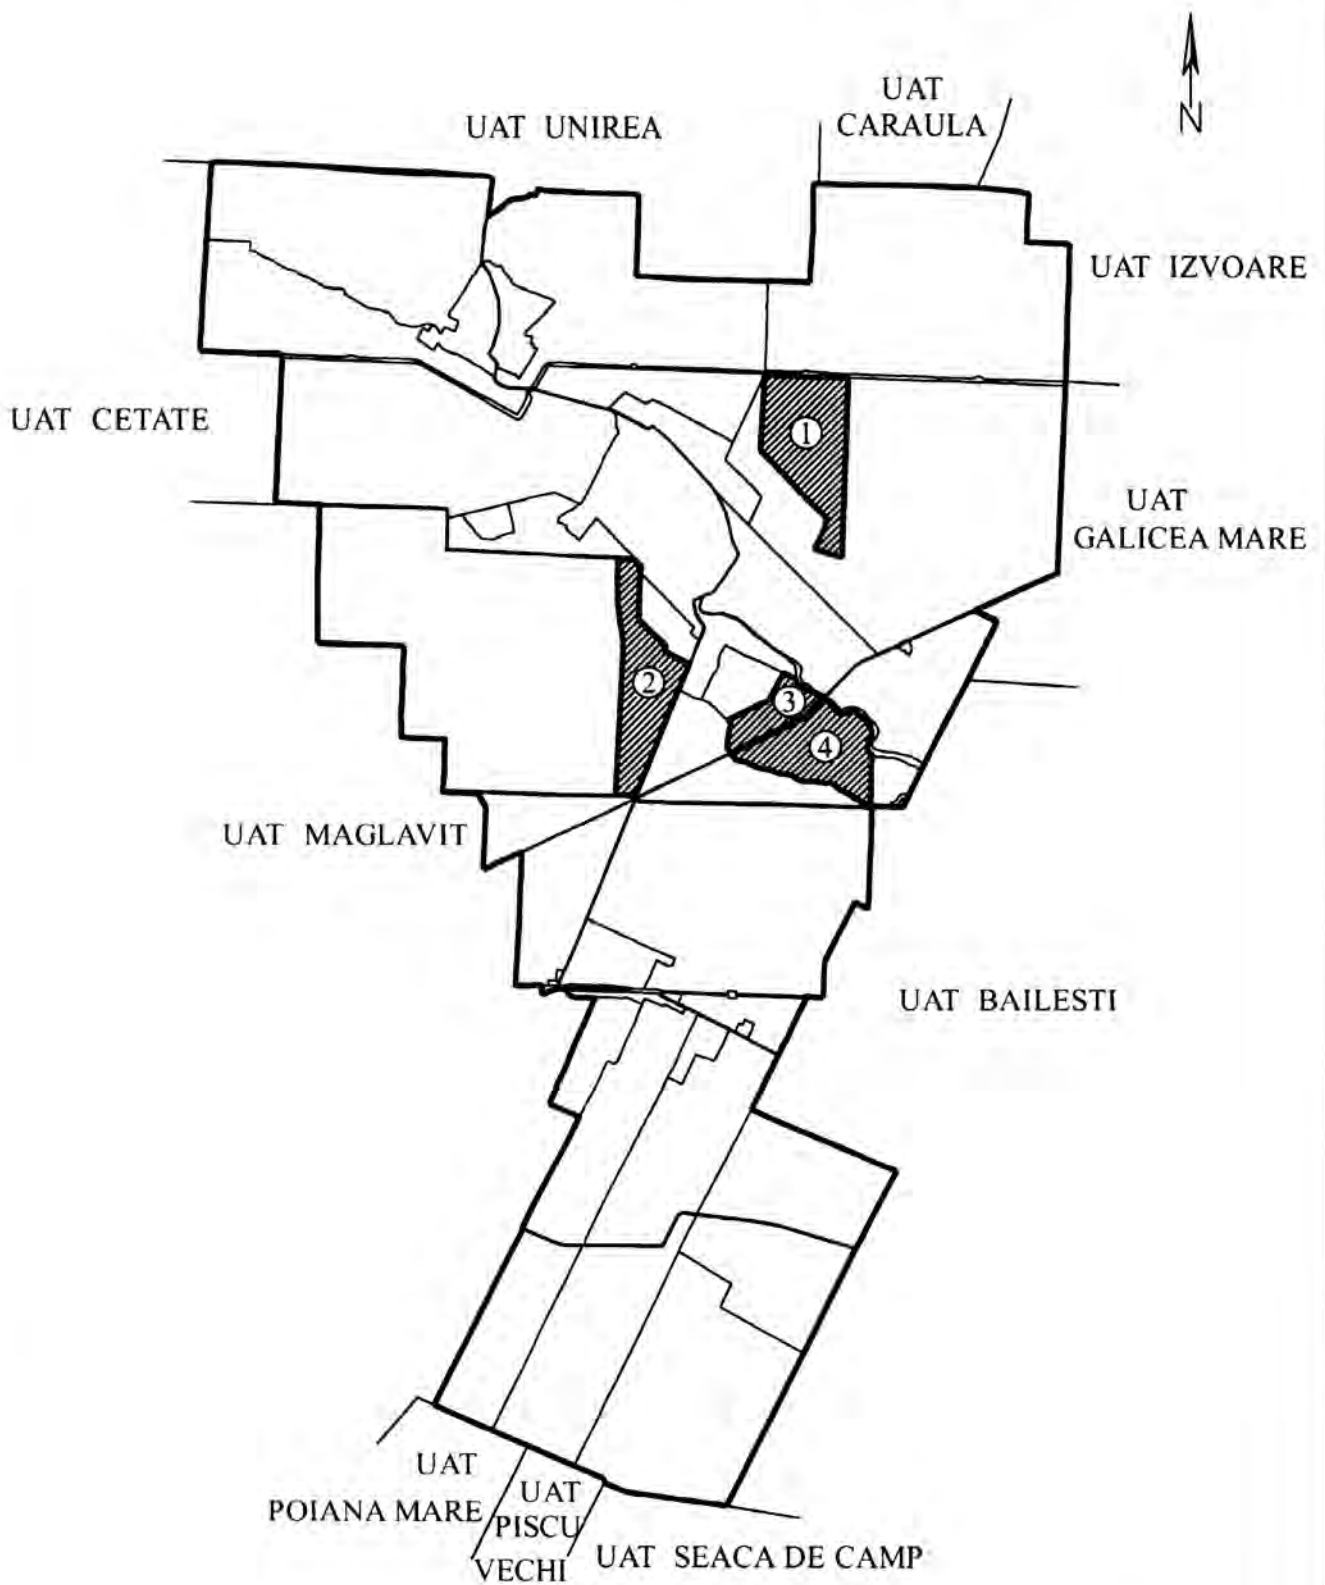 UAT
CARAULA
N
UAT UNIREA
UAT IZVOARE
UAT CETATE
1
UAT
GALICEA MARE
2
3
4
UAT MAGLAVIT
UAT BAILESTI
UAT
POIANA MARE
UAT
PISCU
VECHI
UAT SEACA DE CAMP